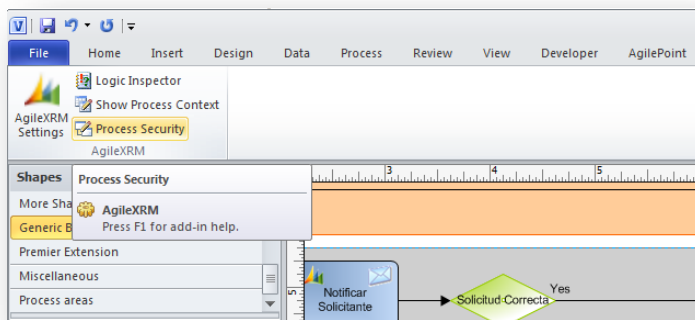 File Home Insert Design Data Process Review View Developer AgilePoint
Logic Inspector
Show Process Context
AgileXRM
Settings
Process Security
AgileXRM
Shapes
Process Security
More Sha
AgileXRM
Press F1 for add-in help.
Generic B
Premier Extension
Miscellaneous
Process areas
3 4 5
5
Notificar
Solicitante
Solicitud Correcta
Yes